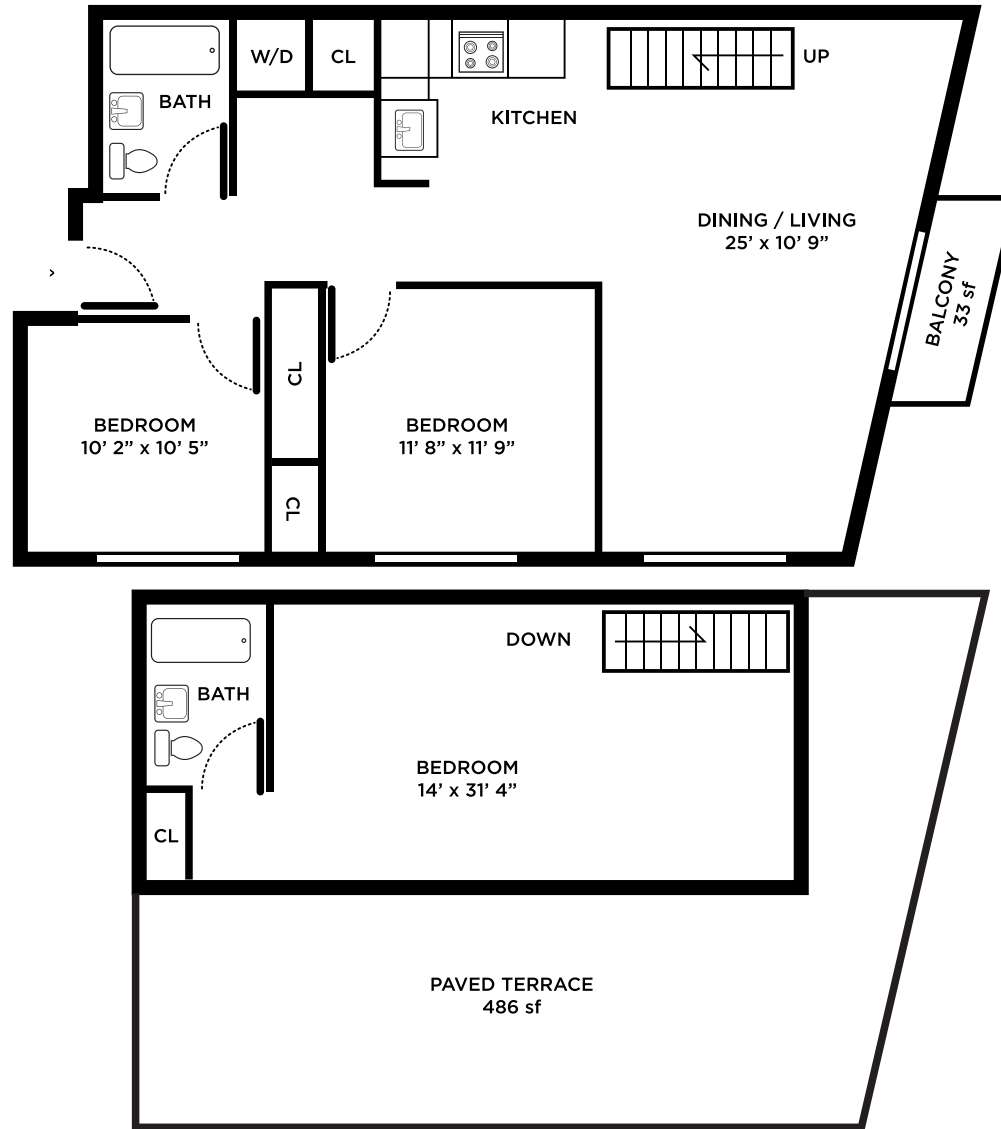 W/D
CL
UP
BATH
KITCHEN
DINING / LIVING
25’ x 10’ 9”
BALCONY
33 sf
CL
BEDROOM
10’ 2” x 10’ 5”
BEDROOM
11’ 8” x 11’ 9”
CL
DOWN
BATH
BEDROOM
14’ x 31’ 4”
CL
PAVED TERRACE
486 sf